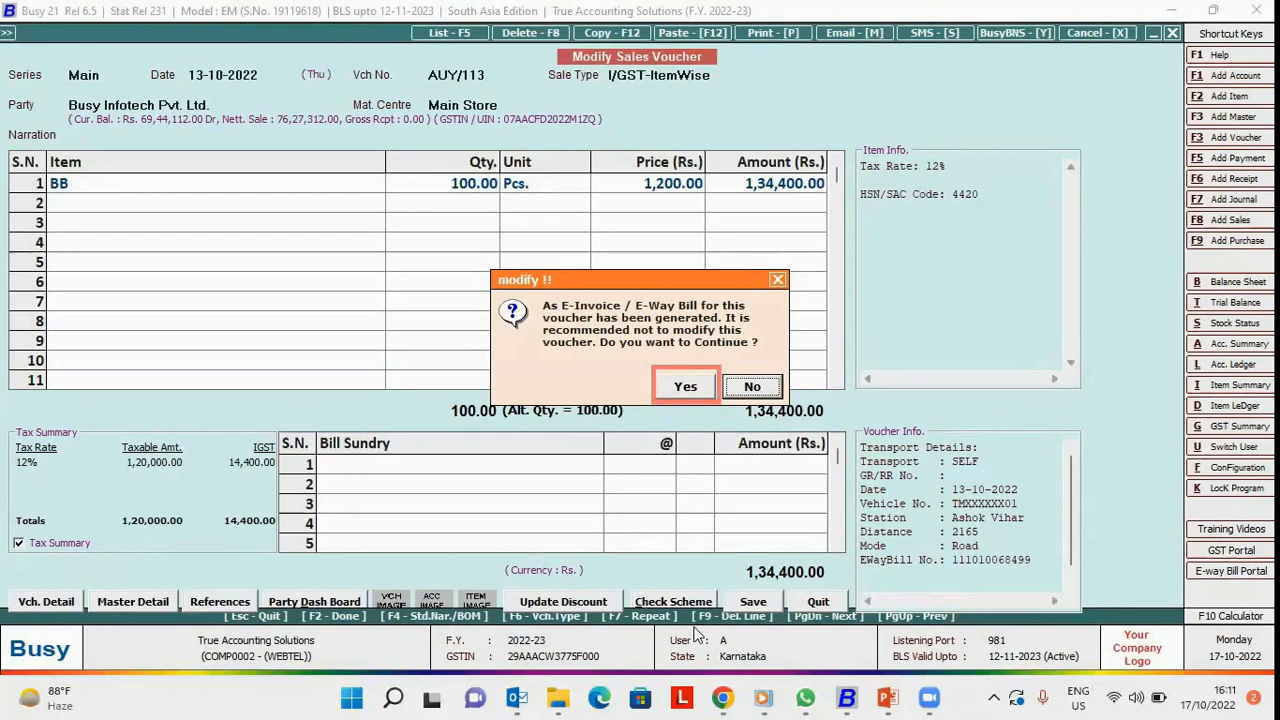 Busy 21 Rel 6.5 | Stat Rel 231 | Model : EM (S.No. 19119618) | BLS upto 12-11-2023 | South Asia Edition | True Accounting Solutions (F.Y. 2022-23)
>> List - F5 Delete - F8 Copy - F12 Paste - [F12] Print - [P] Email - [M] SMS - [S] BusyBNS - [Y] Cancel - [X] Shortcut Keys
Modify Sales Voucher
Series Main Date 13-10-2022 (Thu) Vch No. AUY/113 Sale Type I/GST-ItemWise
Party Busy Infotech Pvt. Ltd. Mat. Centre Main Store
( Cur. Bal. : Rs. 69,44,112.00 Dr, Nett. Sale : 76,27,312.00, Gross Rcpt : 0.00 ) ( GSTIN / UIN : 07AACFD2022M1ZQ )
Narration
S.N. Item Qty. Unit Price (Rs.) Amount (Rs.)
1 BB 100.00 Pcs. 1,200.00 1,34,400.00
2
3
4
5
6
7
8
9
10
11
Item Info.
Tax Rate: 12%
HSN/SAC Code: 4420
modify !!
As E-Invoice / E-Way Bill for this
voucher has been generated. It is
recommended not to modify this
voucher. Do you want to Continue ?
Yes No
100.00 (Alt. Qty. = 100.00) 1,34,400.00
Tax Summary
Tax Rate Taxable Amt. IGST
12% 1,20,000.00 14,400.00
Totals 1,20,000.00 14,400.00
Tax Summary
S.N. Bill Sundry @ Amount (Rs.)
1
2
3
4
5
( Currency : Rs. ) 1,34,400.00
Voucher Info.
Transport Details:
Transport : SELF
GR/RR No. :
Date : 13-10-2022
Vehicle No. : TMXXXXXX01
Station : Ashok Vihar
Distance : 2165
Mode : Road
EWayBill No.: 111010068499
Vch. Detail Master Detail References Party Dash Board VCH IMAGE ACC IMAGE ITEM IMAGE Update Discount Check Scheme Save Quit
[ Esc - Quit ] [ F2 - Done ] [ F4 - Std.Nar./BOM ] [ F6- Vch.Type ] [ F7 - Repeat ] [ F9 - Del. Line ] [ PgDn - Next ] [ PgUp - Prev ]
F1 Help
F1 Add Account
F2 Add Item
F3 Add Master
F3 Add Voucher
F5 Add Payment
F6 Add Receipt
F7 Add Journal
F8 Add Sales
F9 Add Purchase
B Balance Sheet
T Trial Balance
S Stock Status
A Acc. Summary
L Acc. Ledger
I Item Summary
D Item LeDger
G GST Summary
U Switch User
F ConFiguration
K LocK Program
Training Videos
GST Portal
E-way Bill Portal
F10 Calculator
Busy
True Accounting Solutions
(COMP0002 - (WEBTEL))
F.Y. : 2022-23
GSTIN : 29AAACW3775F000
User : A
State : Karnataka
Listening Port : 981
BLS Valid Upto : 12-11-2023 (Active)
Your
Company
Logo
Monday
17-10-2022
88°F
Haze
ENG
US
16:11
17/10/2022
2